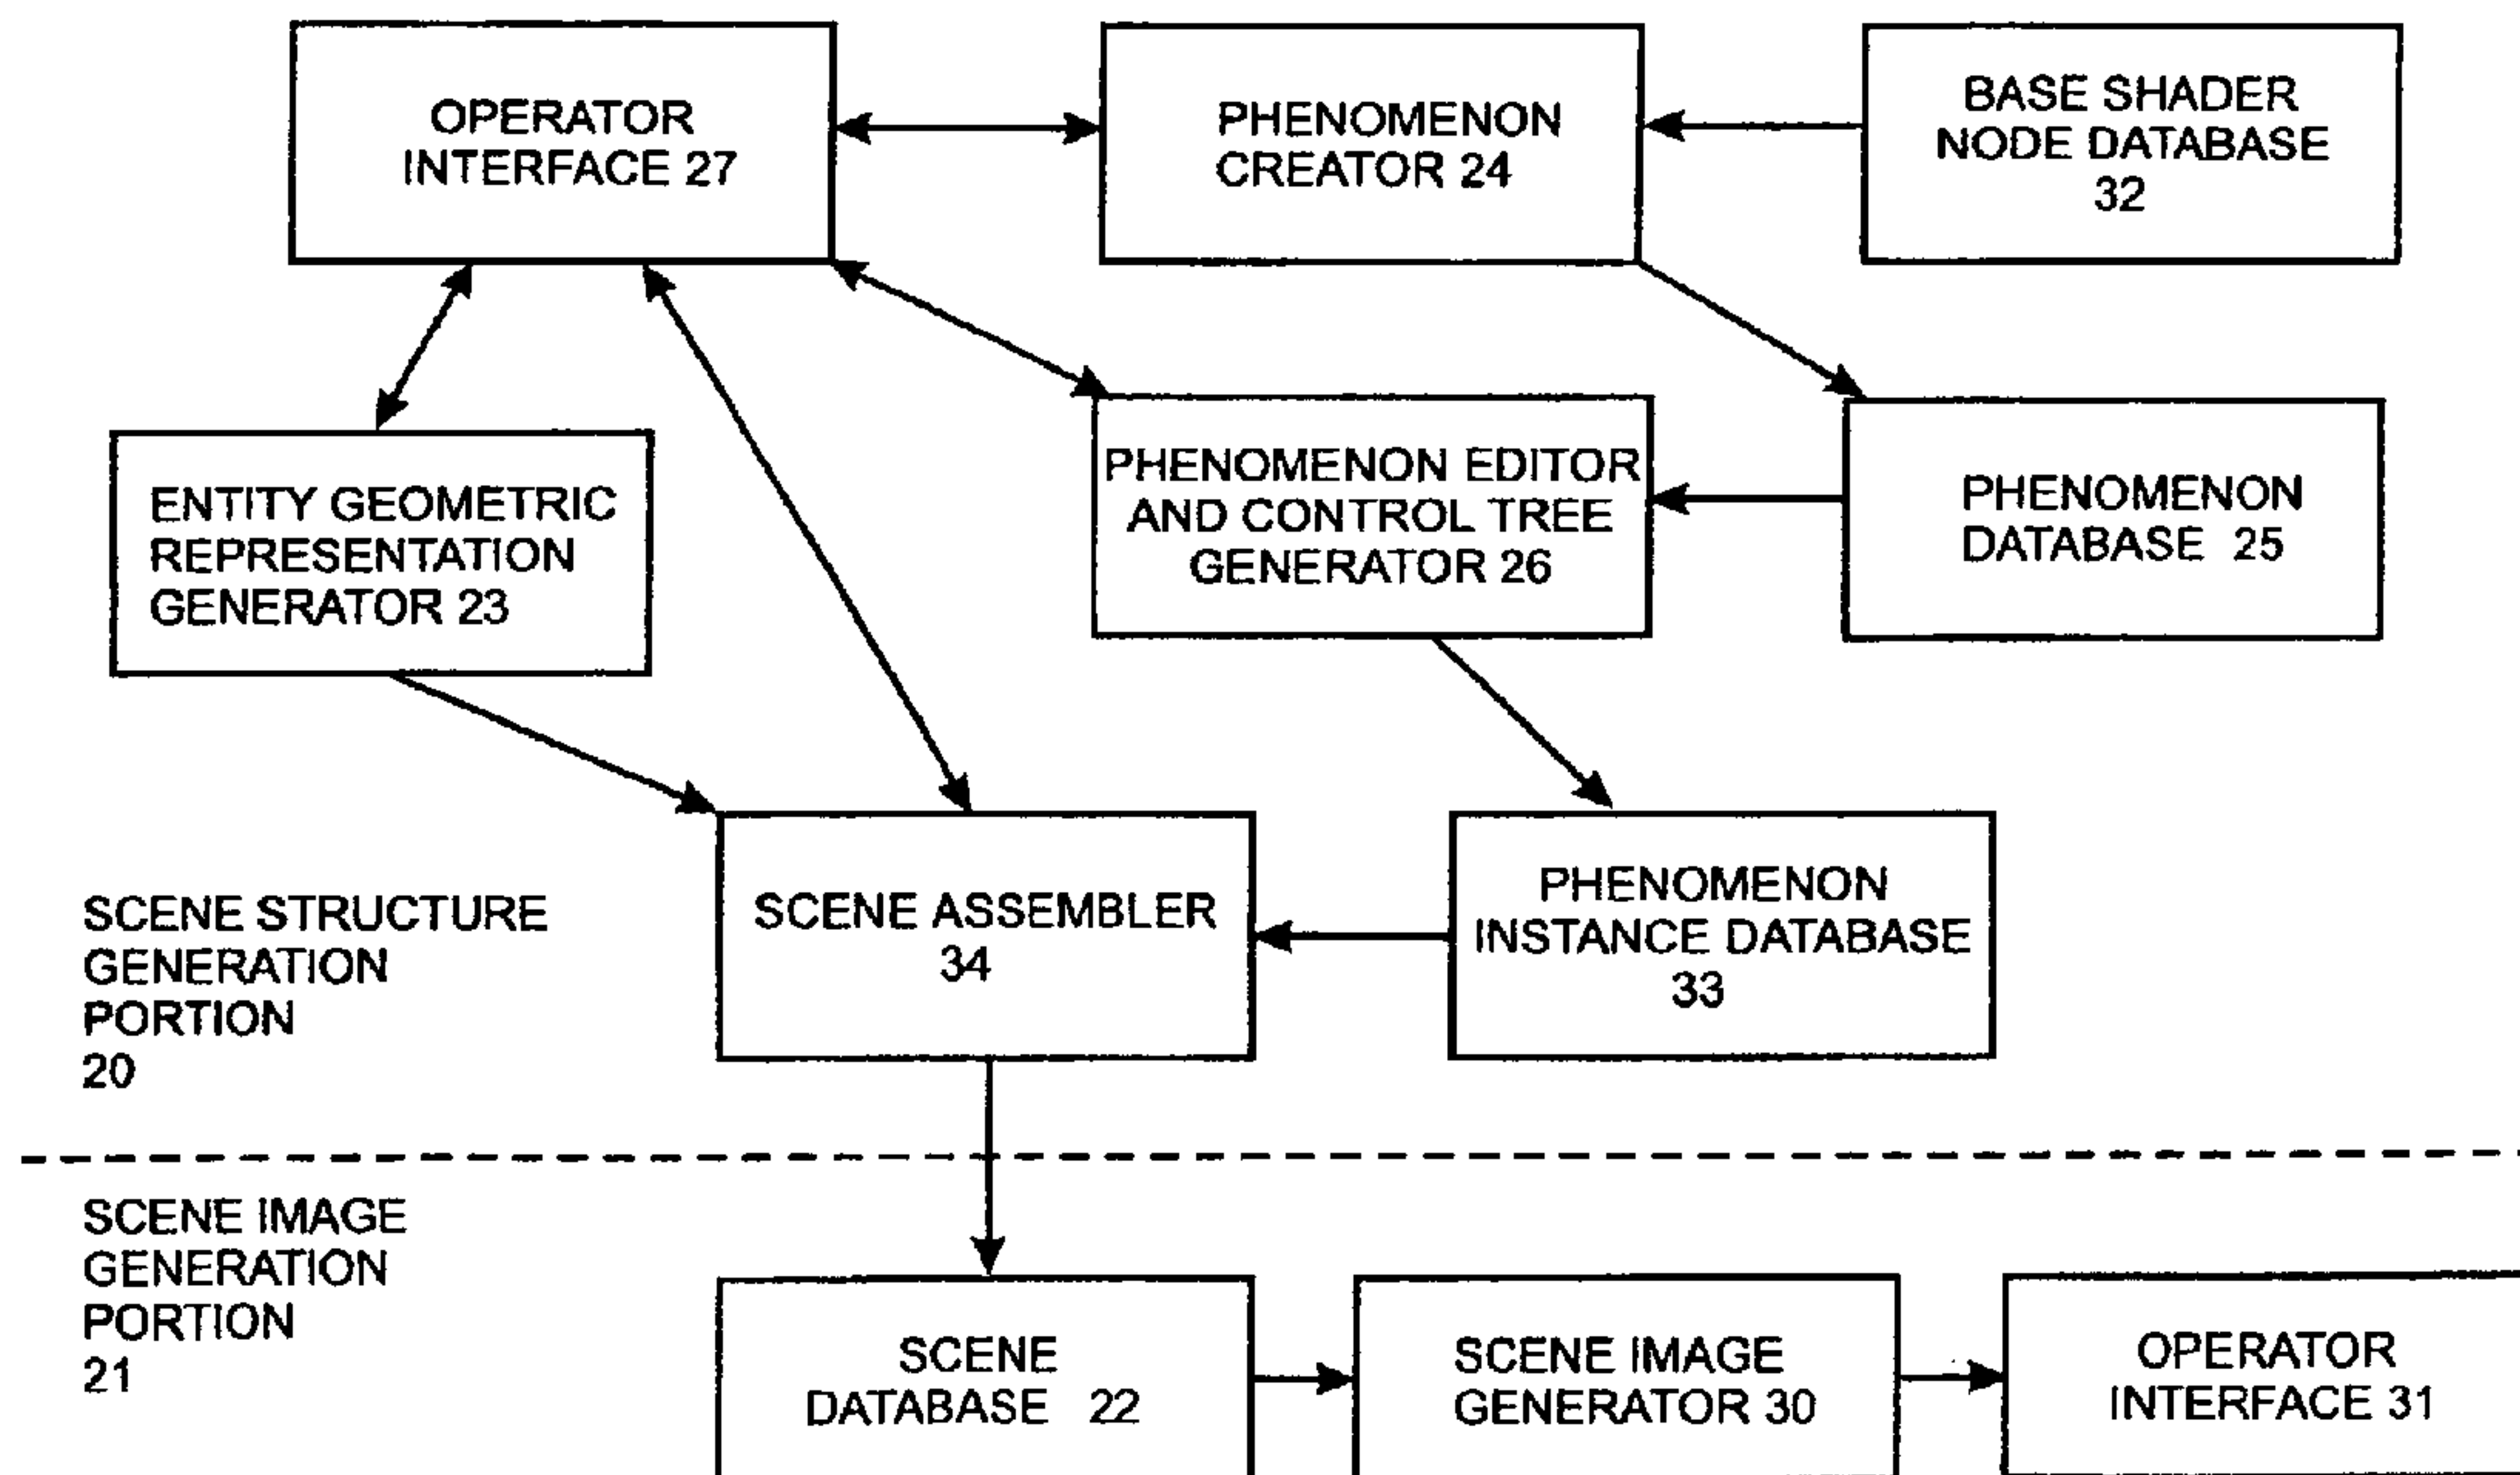 OPERATOR
INTERFACE 27
PHENOMENON
CREATOR 24
BASE SHADER
NODE DATABASE
32
ENTITY GEOMETRIC
REPRESENTATION
GENERATOR 23
PHENOMENON EDITOR
AND CONTROL TREE
GENERATOR 26
PHENOMENON
DATABASE 25
SCENE STRUCTURE
GENERATION
PORTION
20
SCENE ASSEMBLER
34
PHENOMENON
INSTANCE DATABASE
33
SCENE IMAGE
GENERATION
PORTION
21
SCENE
DATABASE 22
SCENE IMAGE
GENERATOR 30
OPERATOR
INTERFACE 31